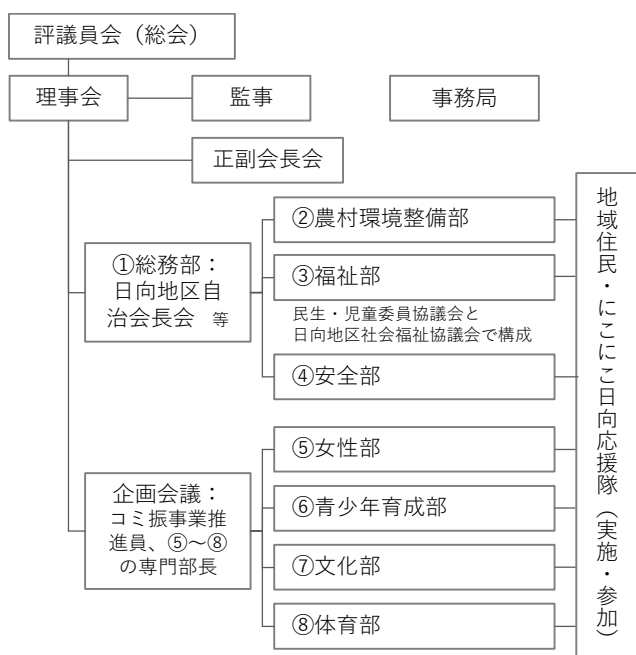 評議員会（総会）
理事会
監事
事務局
正副会長会
①総務部：
日向地区自
治会長会 等
②農村環境整備部
③福祉部
民生・児童委員協議会と
日向地区社会福祉協議会で構成
④安全部
企画会議：
コミ振事業推
進員、⑤～⑧
の専門部長
⑤女性部
⑥青少年育成部
⑦文化部
⑧体育部
地域住民・にこにこ日向応援隊（実施・参加）